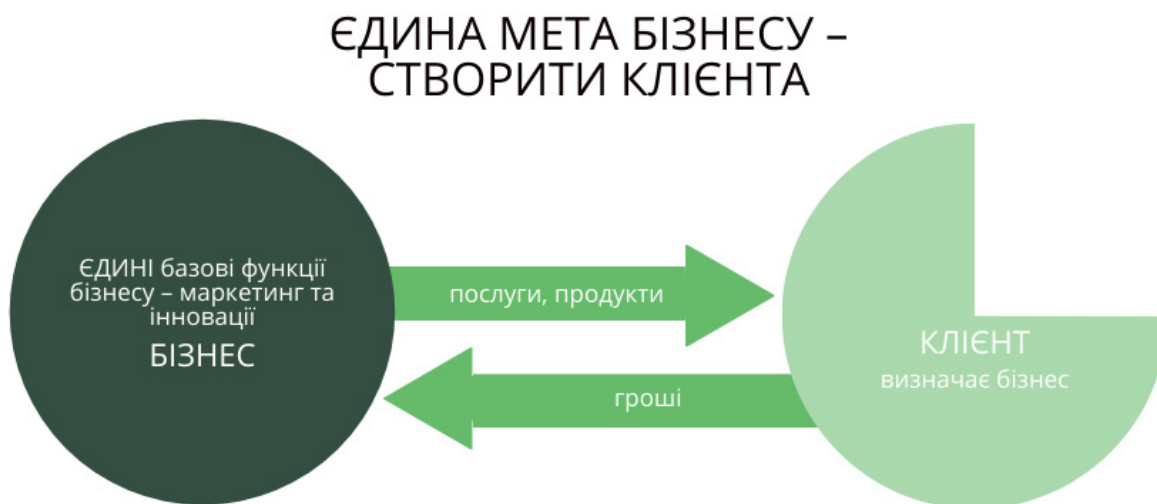 ЄДИНА МЕТА БІЗНЕСУ –
СТВОРИТИ КЛІЄНТА
ЄДИНІ базові функції
бізнесу – маркетинг та
інновації
БІЗНЕС
послуги, продукти
гроші
КЛІЄНТ
визначає бізнес